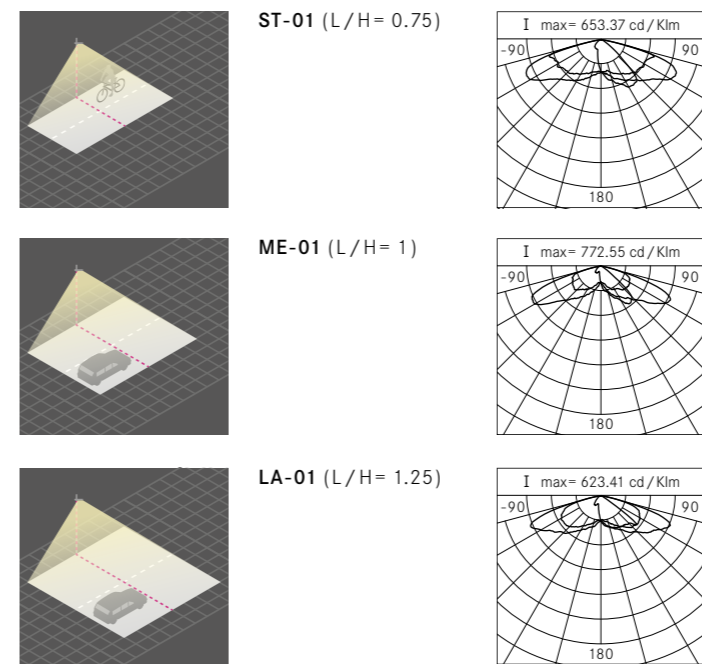 ST-01 (L/H= 0.75)
I max= 653.37 cd/Klm
-90 90
180
ME-01 (L/H= 1)
I max= 772.55 cd/Klm
-90 90
180
LA-01 (L/H= 1.25)
I max= 623.41 cd/Klm
-90 90
180